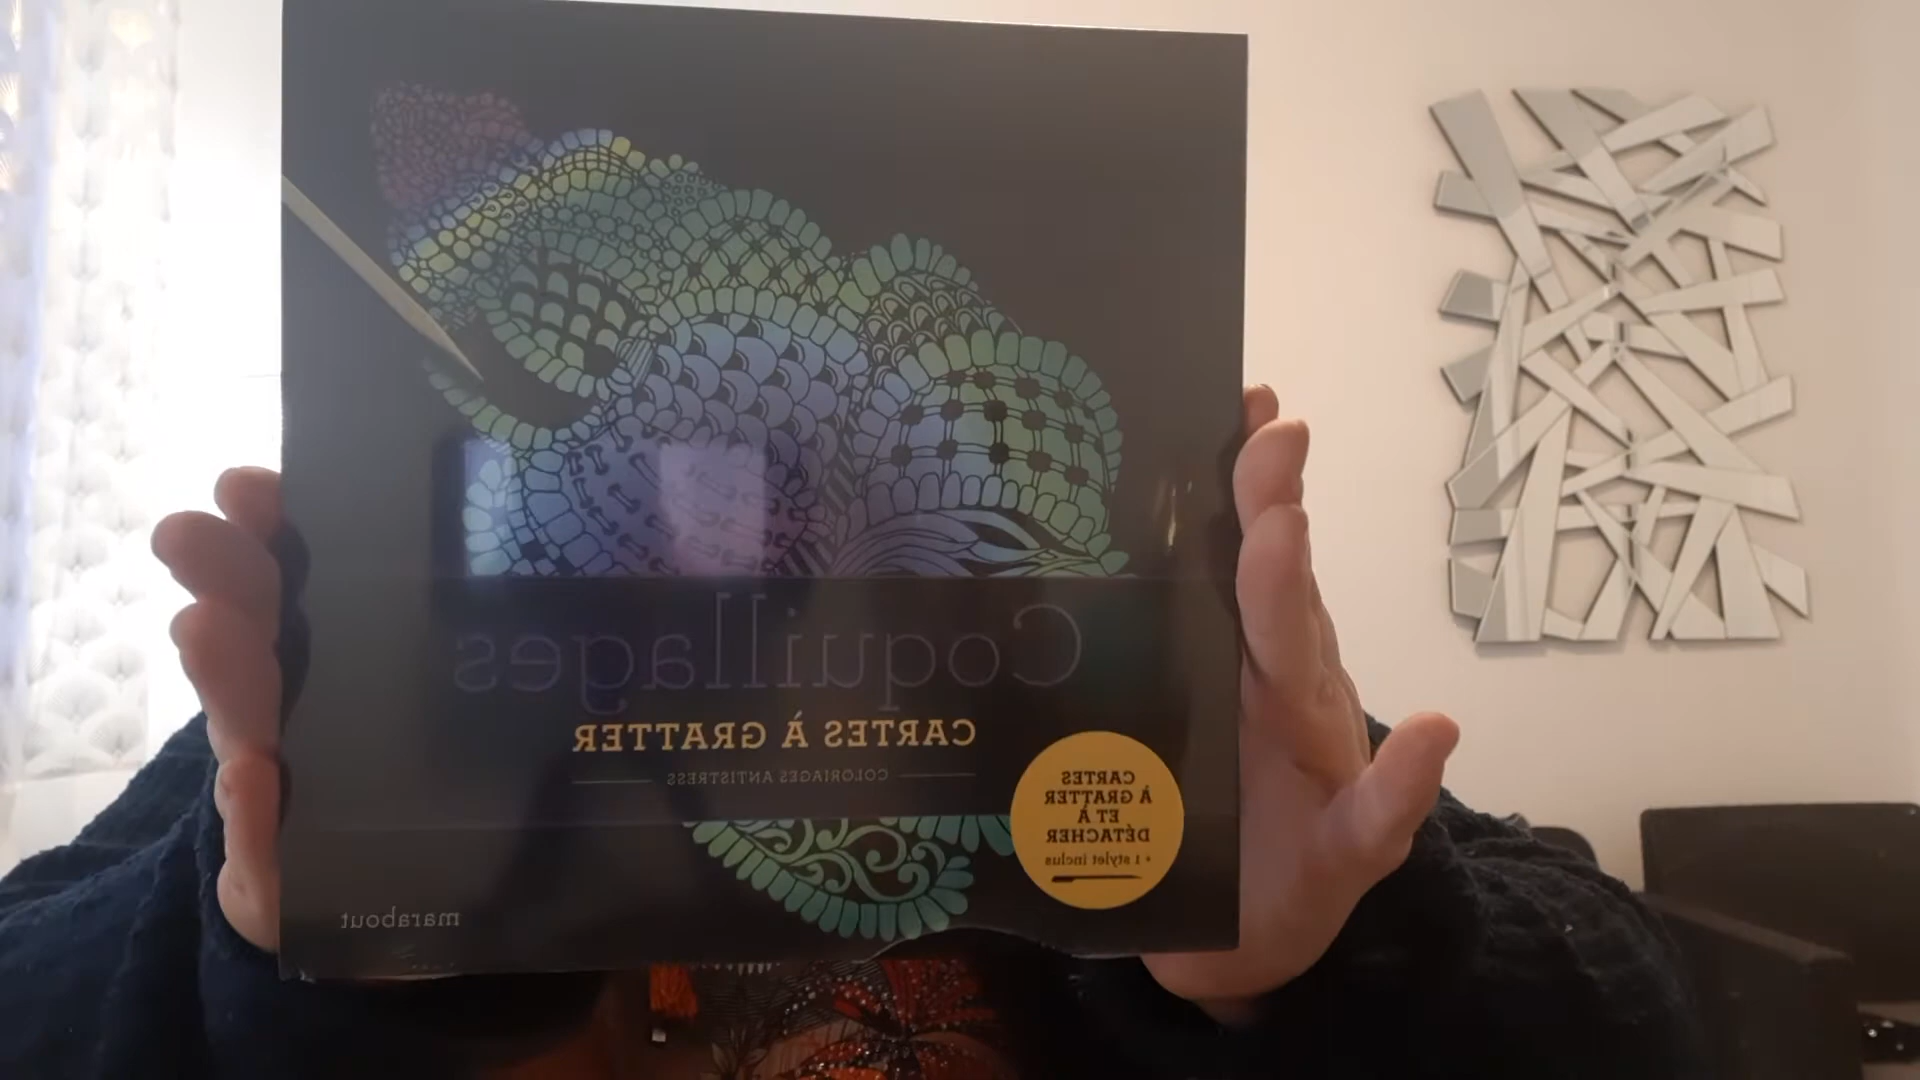 Coquillages
CARTES À GRATTER
COLORIAGES ANTISTRESS
CARTES
À GRATTER
ET À
DÉTACHER
+ 1 stylet inclus
marabout